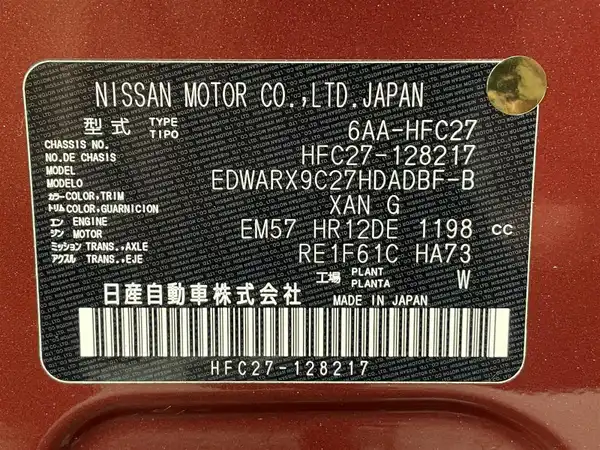 NISSAN MOTOR CO.,LTD.JAPAN
型式 TYPE TIPO 6AA-HFC27
CHASSIS NO. NO.DE CHASIS HFC27-128217
MODEL MODELO EDWARX9C27HDADBF-B
カラー COLOR,TRIM トリム COLOR,GUARNICION XAN G
エンジン ENGINE MOTOR EM57 HR12DE 1198 cc
ミッション TRANS.,AXLE アクスル TRANS.,EJE RE1F61C HA73
工場 PLANT PLANTA W
日産自動車株式会社 MADE IN JAPAN
HFC27-128217